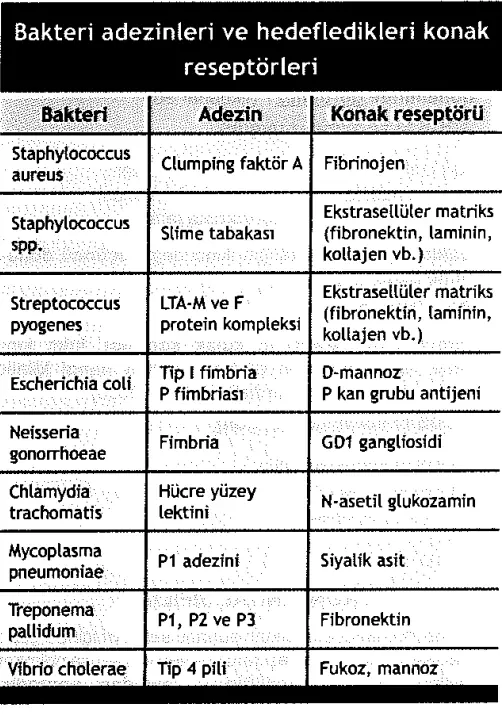 Bakteri adezinleri ve hedefledikleri konak
reseptörleri
Bakteri Adezin Konak reseptörü
Staphylococcus
aureus
Clumping faktör A
Fibrinojen
Staphylococcus
spp.
Slime tabakası
Ekstrasellüler matriks
(fibronektin, laminin,
kollajen vb.)
Streptococcus
pyogenes
LTA-M ve F
protein kompleksi
Ekstrasellüler matriks
(fibronektin, laminin,
kollajen vb.)
Escherichia coli
Tip I fimbria
P fimbriası
D-mannoz
P kan grubu antijeni
Neisseria
gonorrhoeae
Fimbria
GD1 gangliosidi
Chlamydia
trachomatis
Hücre yüzey
lektini
N-asetil glukozamin
Mycoplasma
pneumoniae
P1 adezini
Siyalik asit
Treponema
pallidum
P1, P2 ve P3
Fibronektin
Vibrio cholerae
Tip 4 pili
Fukoz, mannoz